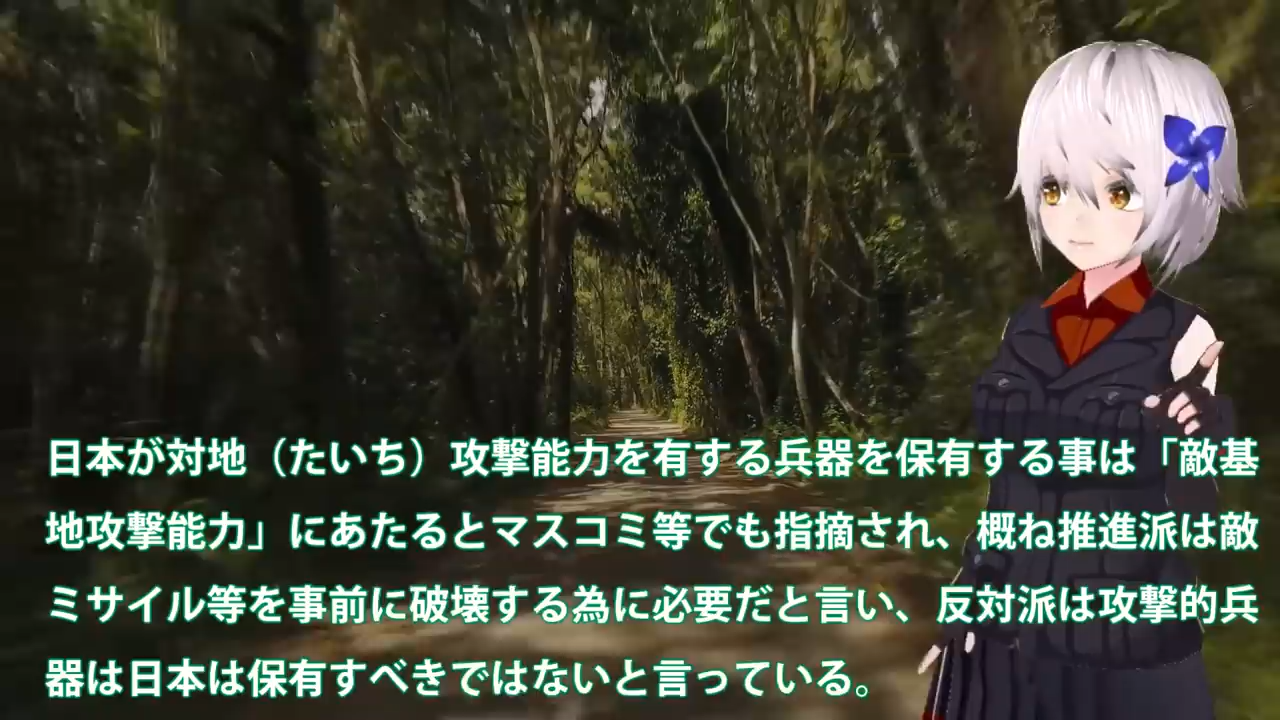 日本が対地（たいち）攻撃能力を有する兵器を保有する事は「敵基
地攻撃能力」にあたるとマスコミ等でも指摘され、概ね推進派は敵
ミサイル等を事前に破壊する為に必要だと言い、反対派は攻撃的兵
器は日本は保有すべきではないと言っている。